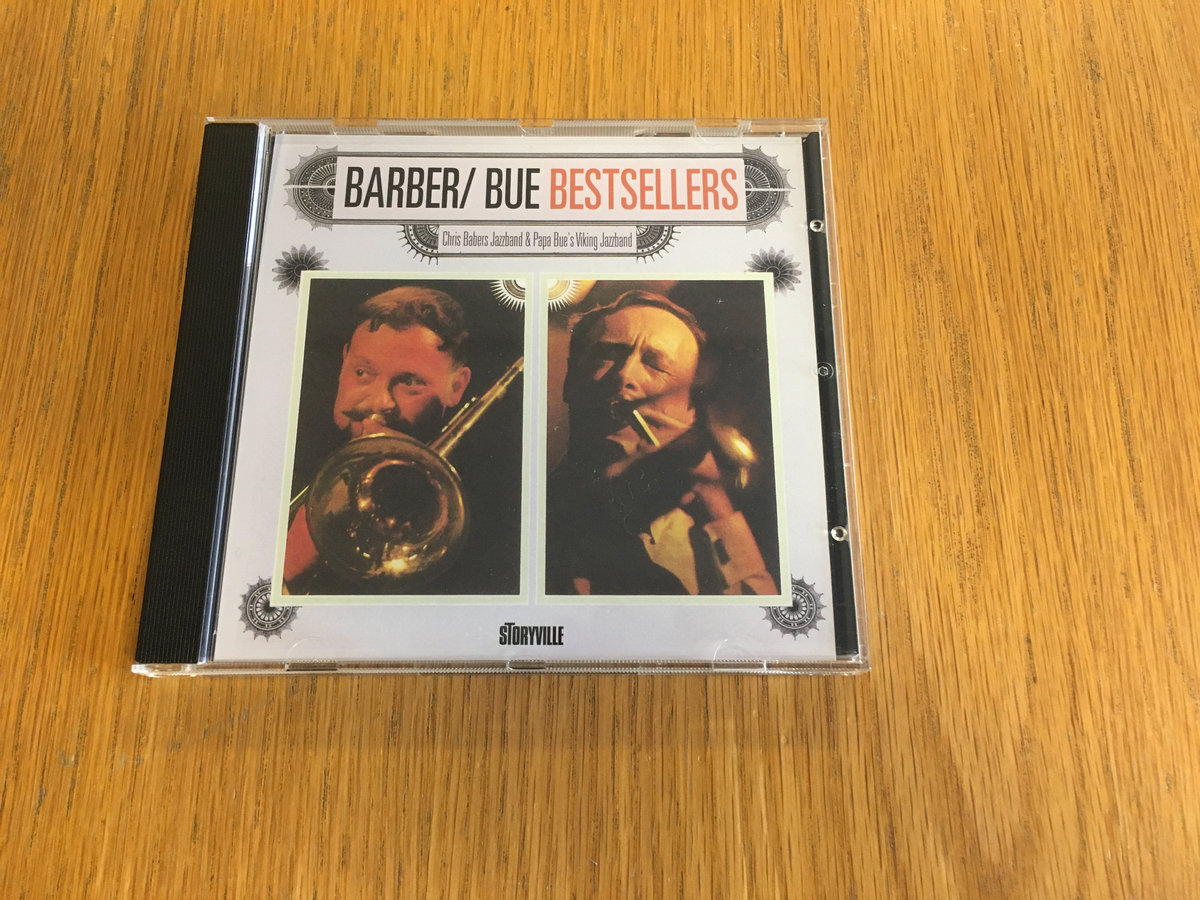 BARBER/ BUE BESTSELLERS
Chris Babers Jazzband & Papa Bue's Viking Jazzband
STORYVILLE